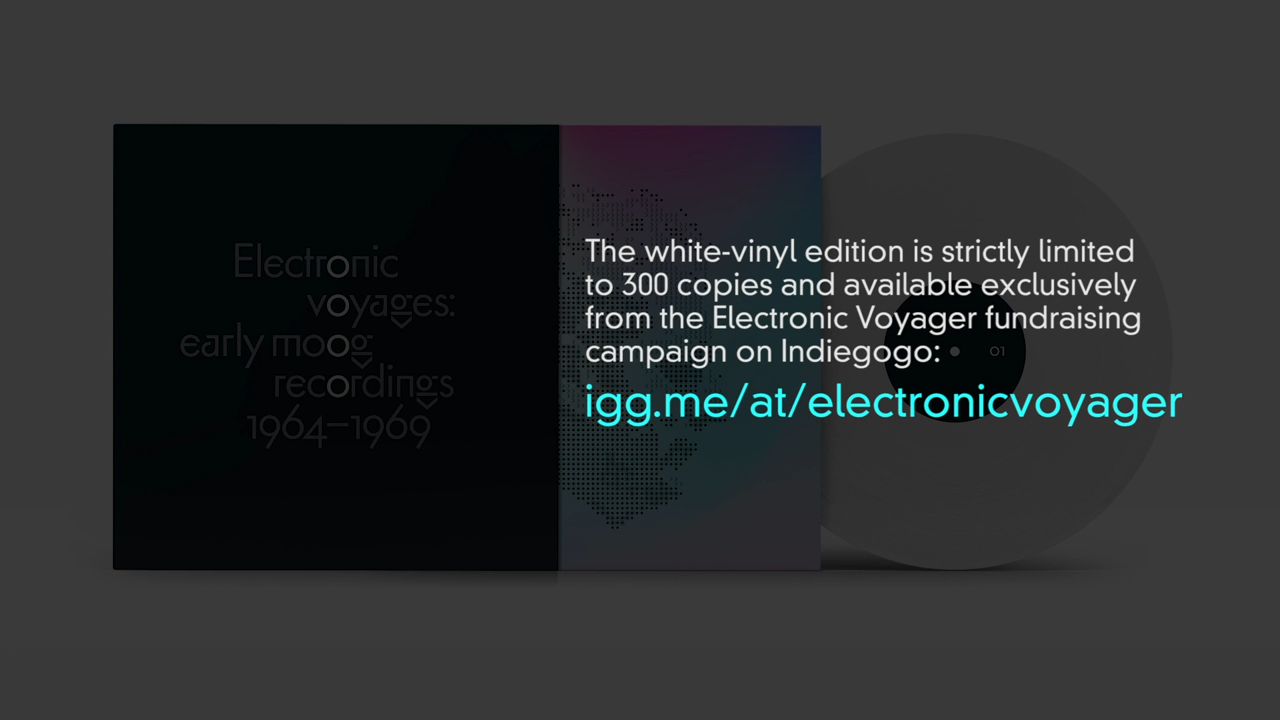 Electronic
voyages:
early moog
recordings
1964–1969
The white-vinyl edition is strictly limited
to 300 copies and available exclusively
from the Electronic Voyager fundraising
campaign on Indiegogo:
igg.me/at/electronicvoyager
01